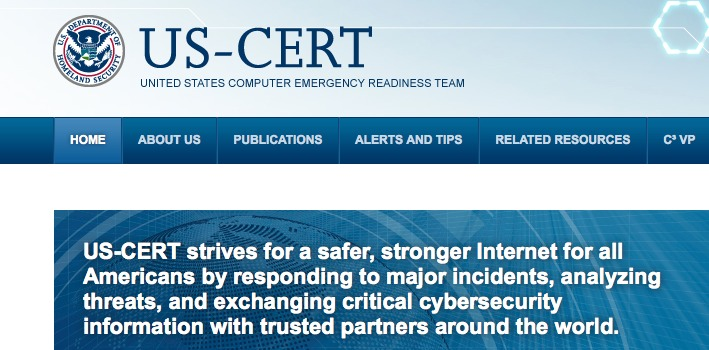 U.S. DEPARTMENT OF
HOMELAND SECURITY
US-CERT
UNITED STATES COMPUTER EMERGENCY READINESS TEAM
HOME ABOUT US PUBLICATIONS ALERTS AND TIPS RELATED RESOURCES C³ VP
US-CERT strives for a safer, stronger Internet for all
Americans by responding to major incidents, analyzing
threats, and exchanging critical cybersecurity
information with trusted partners around the world.